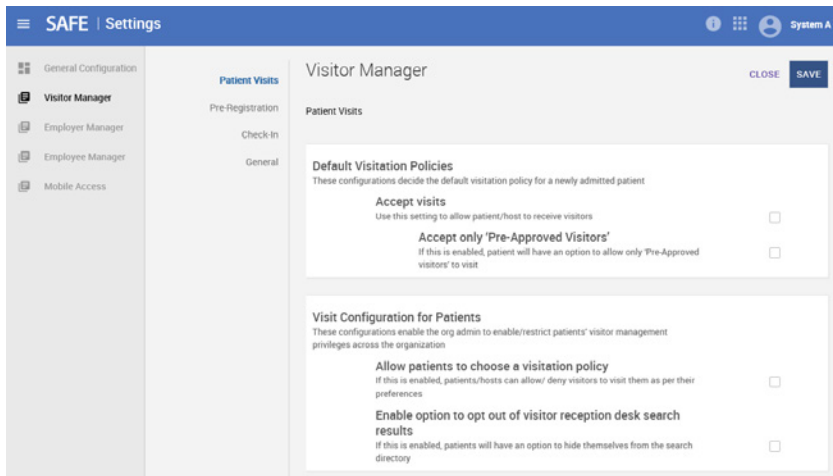 SAFE | Settings
System A
General Configuration
Visitor Manager
Employer Manager
Employee Manager
Mobile Access
Patient Visits
Pre-Registration
Check-In
General
Visitor Manager
CLOSE
SAVE
Patient Visits
Default Visitation Policies
These configurations decide the default visitation policy for a newly admitted patient
Accept visits
Use this setting to allow patient/host to receive visitors
Accept only 'Pre-Approved Visitors'
If this is enabled, patient will have an option to allow only 'Pre-Approved
visitors' to visit
Visit Configuration for Patients
These configurations enable the org admin to enable/restrict patients' visitor management
privileges across the organization
Allow patients to choose a visitation policy
If this is enabled, patients/hosts can allow/ deny visitors to visit them as per their
preferences
Enable option to opt out of visitor reception desk search
results
If this is enabled, patients will have an option to hide themselves from the search
directory